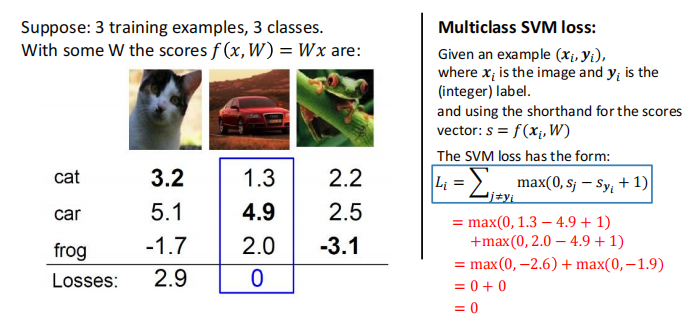 Suppose: 3 training examples, 3 classes.
With some W the scores f(x, W) = Wx are:
cat 3.2 1.3 2.2
car 5.1 4.9 2.5
frog -1.7 2.0 -3.1
Losses: 2.9 0
Multiclass SVM loss:
Given an example (xᵢ, yᵢ),
where xᵢ is the image and yᵢ is the
(integer) label.
and using the shorthand for the scores
vector: s = f(xᵢ, W)
The SVM loss has the form:
Lᵢ = ∑_{j≠yᵢ} max(0, sⱼ − s_{yᵢ} + 1)
= max(0, 1.3 − 4.9 + 1)
+max(0, 2.0 − 4.9 + 1)
= max(0, −2.6) + max(0, −1.9)
= 0 + 0
= 0